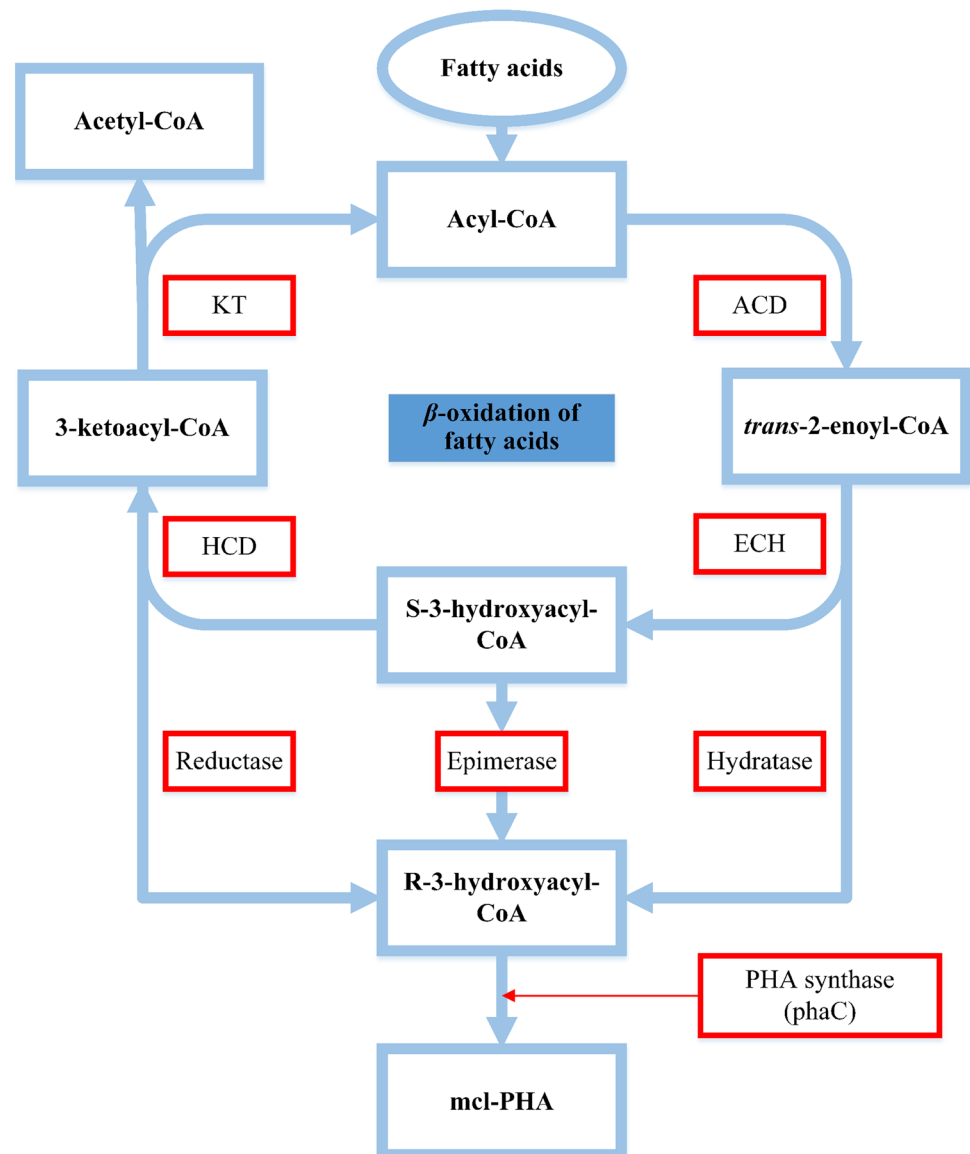 Fatty acids
Acetyl-CoA
Acyl-CoA
KT
ACD
3-ketoacyl-CoA
β-oxidation of
fatty acids
trans-2-enoyl-CoA
HCD
ECH
S-3-hydroxyacyl-
CoA
Reductase
Epimerase
Hydratase
R-3-hydroxyacyl-
CoA
PHA synthase
(phaC)
mcl-PHA